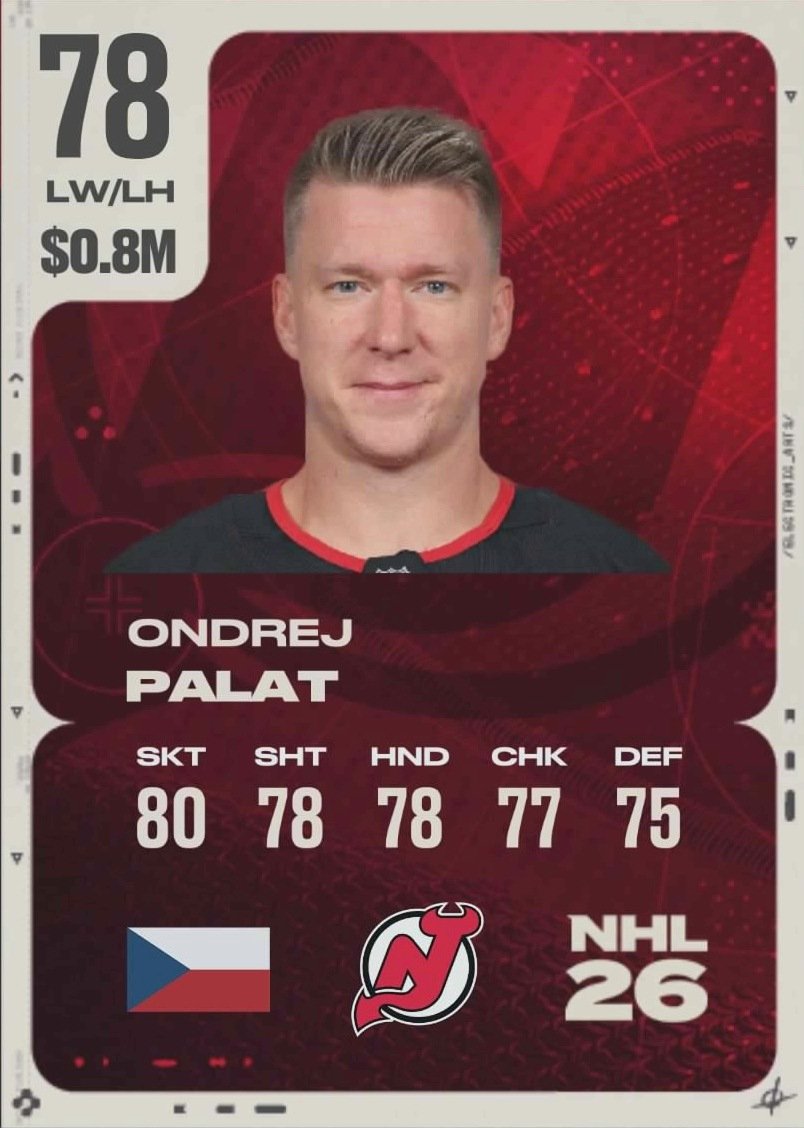 78
LW/LH
$0.8M
ONDREJ
PALAT
SKT SHT HND CHK DEF
80 78 78 77 75
NHL
26